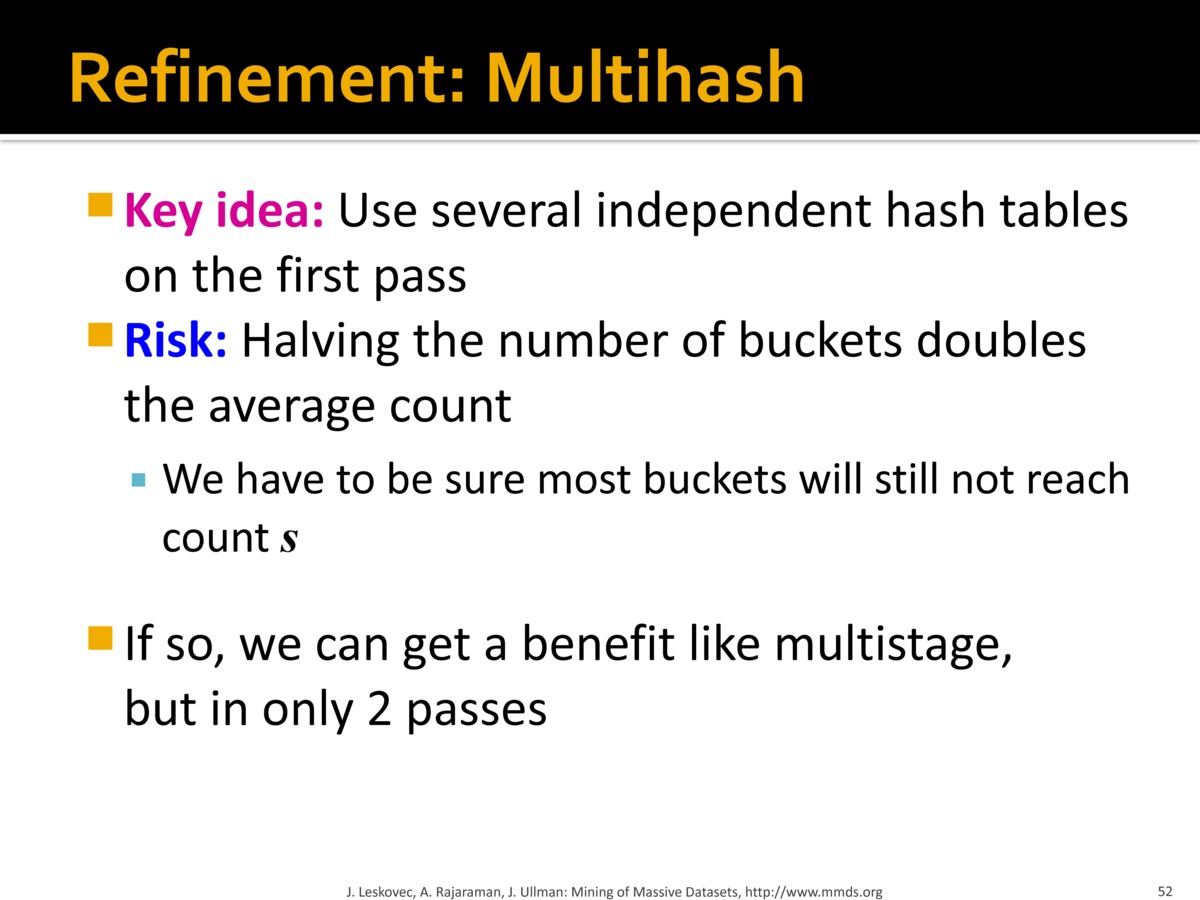 Refinement: Multihash
Key idea: Use several independent hash tables
on the first pass
Risk: Halving the number of buckets doubles
the average count
We have to be sure most buckets will still not reach
count s
If so, we can get a benefit like multistage,
but in only 2 passes
J. Leskovec, A. Rajaraman, J. Ullman: Mining of Massive Datasets, http://www.mmds.org
52